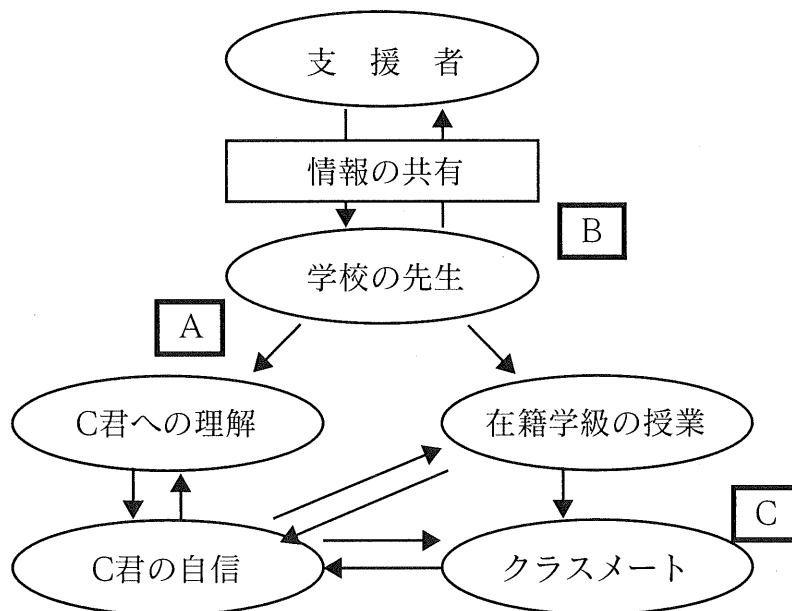 支援者
情報の共有
B
学校の先生
A
C君への理解
在籍学級の授業
C
C君の自信
クラスメート